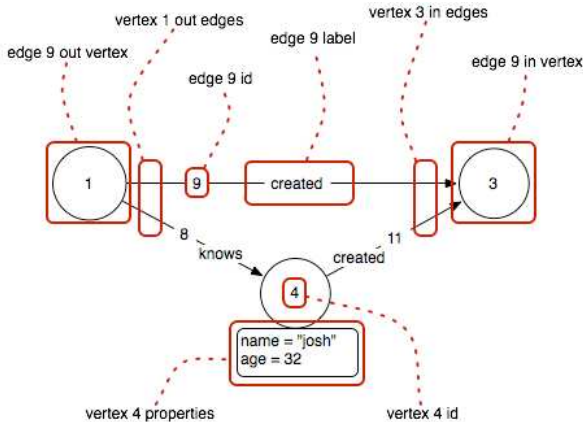 vertex 1 out edges
vertex 3 in edges
edge 9 label
edge 9 out vertex
edge 9 in vertex
edge 9 id
1
9
created
3
8
knows
created
11
4
name = "josh"
age = 32
vertex 4 properties
vertex 4 id